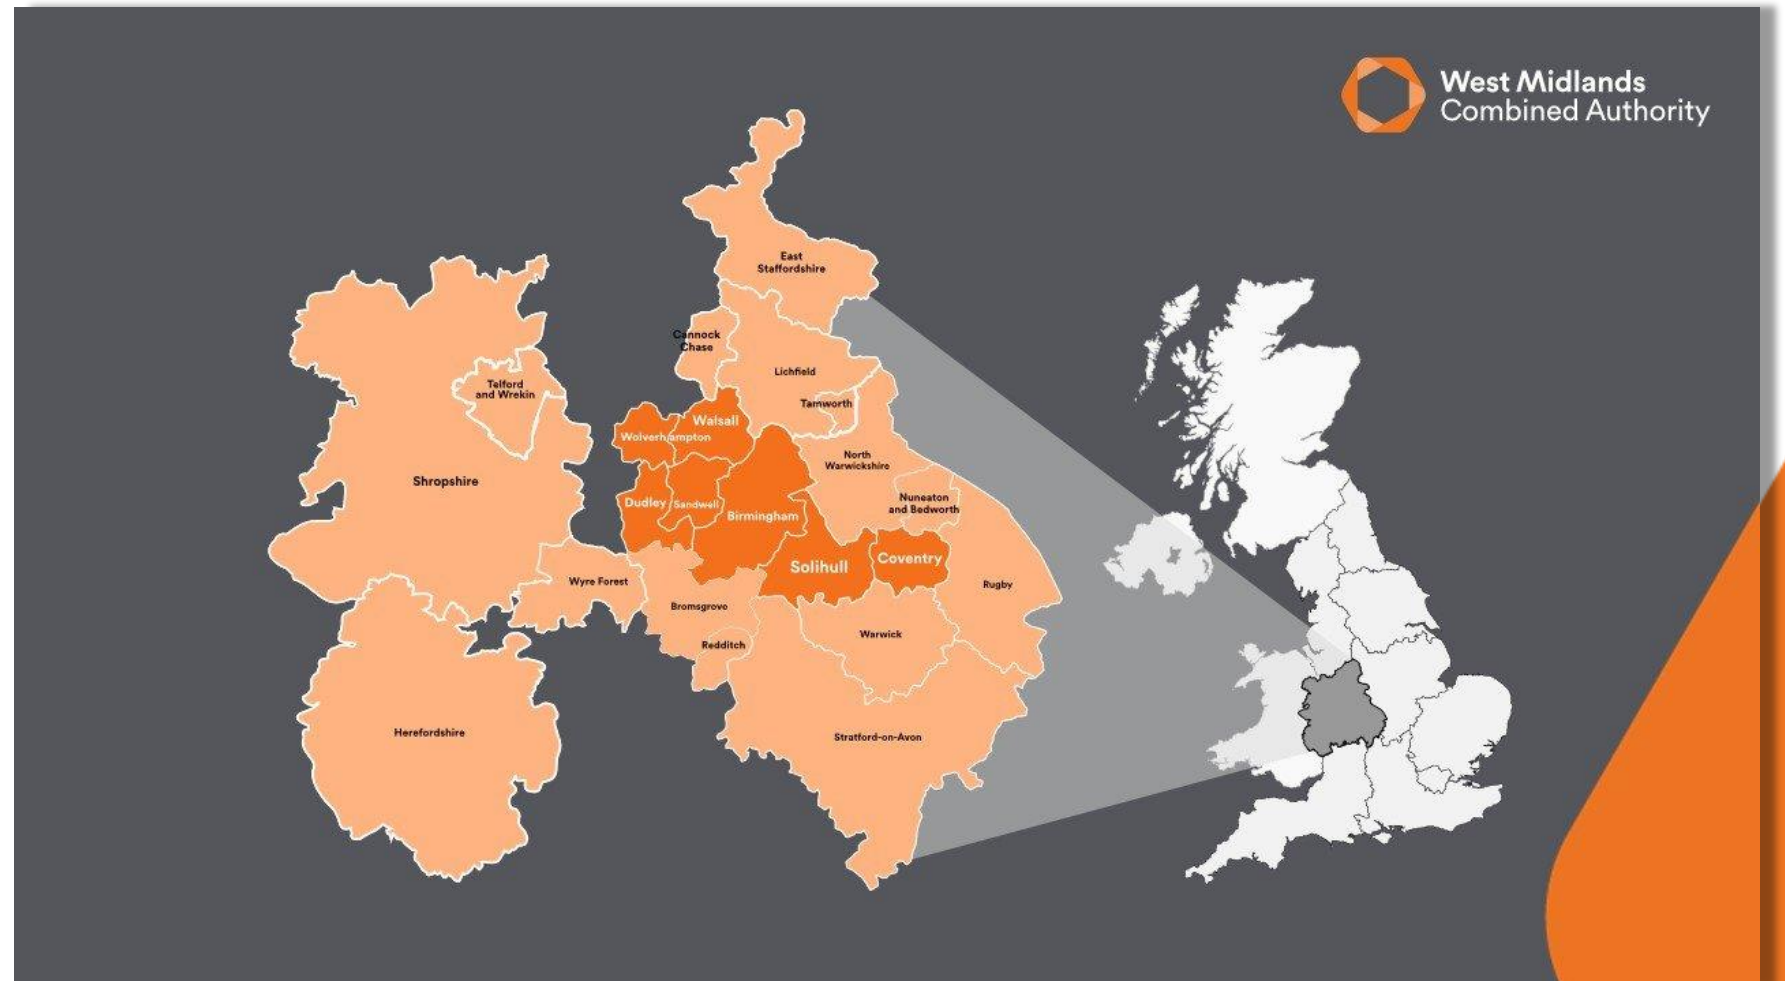 West Midlands
Combined Authority
East
Staffordshire
Cannock
Chase
Lichfield
Tamworth
Telford
and Wrekin
Walsall
Wolverhampton
North
Warwickshire
Shropshire
Nuneaton
and Bedworth
Dudley
Sandwell
Birmingham
Solihull
Coventry
Wyre Forest
Rugby
Bromsgrove
Warwick
Redditch
Herefordshire
Stratford-on-Avon